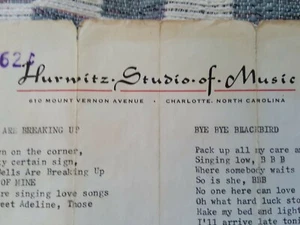 62
Hurwitz·Studio·of·Music
610 MOUNT VERNON AVENUE • CHARLOTTE, NORTH CAROLINA
ARE BREAKING UP
on the corner,
certain sign,
ells Are Breaking Up
OF MINE
re singing love songs
eet Adeline, Those
BYE BYE BLACKBIRD
Pack up all my care an
Singing low, B B B
Where somebody waits
So is she, BBB
No one here can love
Oh what hard luck sto
Make my bed and light
I'll arrive late toni